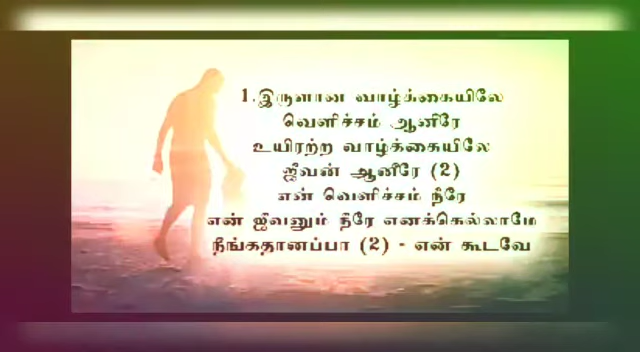 1.இருளான வாழ்க்கையிலே
வெளிச்சம் ஆனீரே
உயிரற்ற வாழ்க்கையிலே
ஜீவன் ஆனீரே (2)
என் வெளிச்சம் நீரே
என் ஜீவனும் நீரே எனக்கெல்லாமே
நீங்கதானப்பா (2) - என் கூடவே